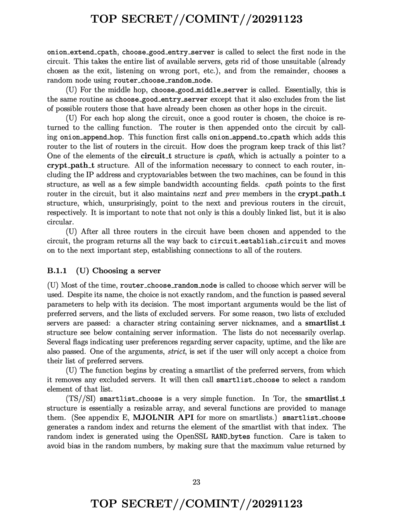 TOP SECRET//COMINT//20291123
onion_extend_cpath, choose_good_entry_server is called to select the first node in the
circuit. This takes the entire list of available servers, gets rid of those unsuitable (already
chosen as the exit, listening on wrong port, etc.), and from the remainder, chooses a
random node using router_choose_random_node.
(U) For the middle hop, choose_good_middle_server is called. Essentially, this is
the same routine as choose_good_entry_server except that it also excludes from the list
of possible routers those that have already been chosen as other hops in the circuit.
(U) For each hop along the circuit, once a good router is chosen, the choice is re-
turned to the calling function. The router is then appended onto the circuit by call-
ing onion_append_hop. This function first calls onion_append_to_cpath which adds this
router to the list of routers in the circuit. How does the program keep track of this list?
One of the elements of the circuit_t structure is cpath, which is actually a pointer to a
crypt_path_t structure. All of the information necessary to connect to each router, in-
cluding the IP address and cryptovariables between the two machines, can be found in this
structure, as well as a few simple bandwidth accounting fields. cpath points to the first
router in the circuit, but it also maintains next and prev members in the crypt_path_t
structure, which, unsurprisingly, point to the next and previous routers in the circuit,
respectively. It is important to note that not only is this a doubly linked list, but it is also
circular.
(U) After all three routers in the circuit have been chosen and appended to the
circuit, the program returns all the way back to circuit_establish_circuit and moves
on to the next important step, establishing connections to all of the routers.
B.1.1 (U) Choosing a server
(U) Most of the time, router_choose_random_node is called to choose which server will be
used. Despite its name, the choice is not exactly random, and the function is passed several
parameters to help with its decision. The most important arguments would be the list of
preferred servers, and the lists of excluded servers. For some reason, two lists of excluded
servers are passed: a character string containing server nicknames, and a smartlist_t
structure see below containing server information. The lists do not necessarily overlap.
Several flags indicating user preferences regarding server capacity, uptime, and the like are
also passed. One of the arguments, strict, is set if the user will only accept a choice from
their list of preferred servers.
(U) The function begins by creating a smartlist of the preferred servers, from which
it removes any excluded servers. It will then call smartlist_choose to select a random
element of that list.
(TS//SI) smartlist_choose is a very simple function. In Tor, the smartlist_t
structure is essentially a resizable array, and several functions are provided to manage
them. (See appendix E, MJOLNIR API for more on smartlists.) smartlist_choose
generates a random index and returns the element of the smartlist with that index. The
random index is generated using the OpenSSL RAND_bytes function. Care is taken to
avoid bias in the random numbers, by making sure that the maximum value returned by
23
TOP SECRET//COMINT//20291123